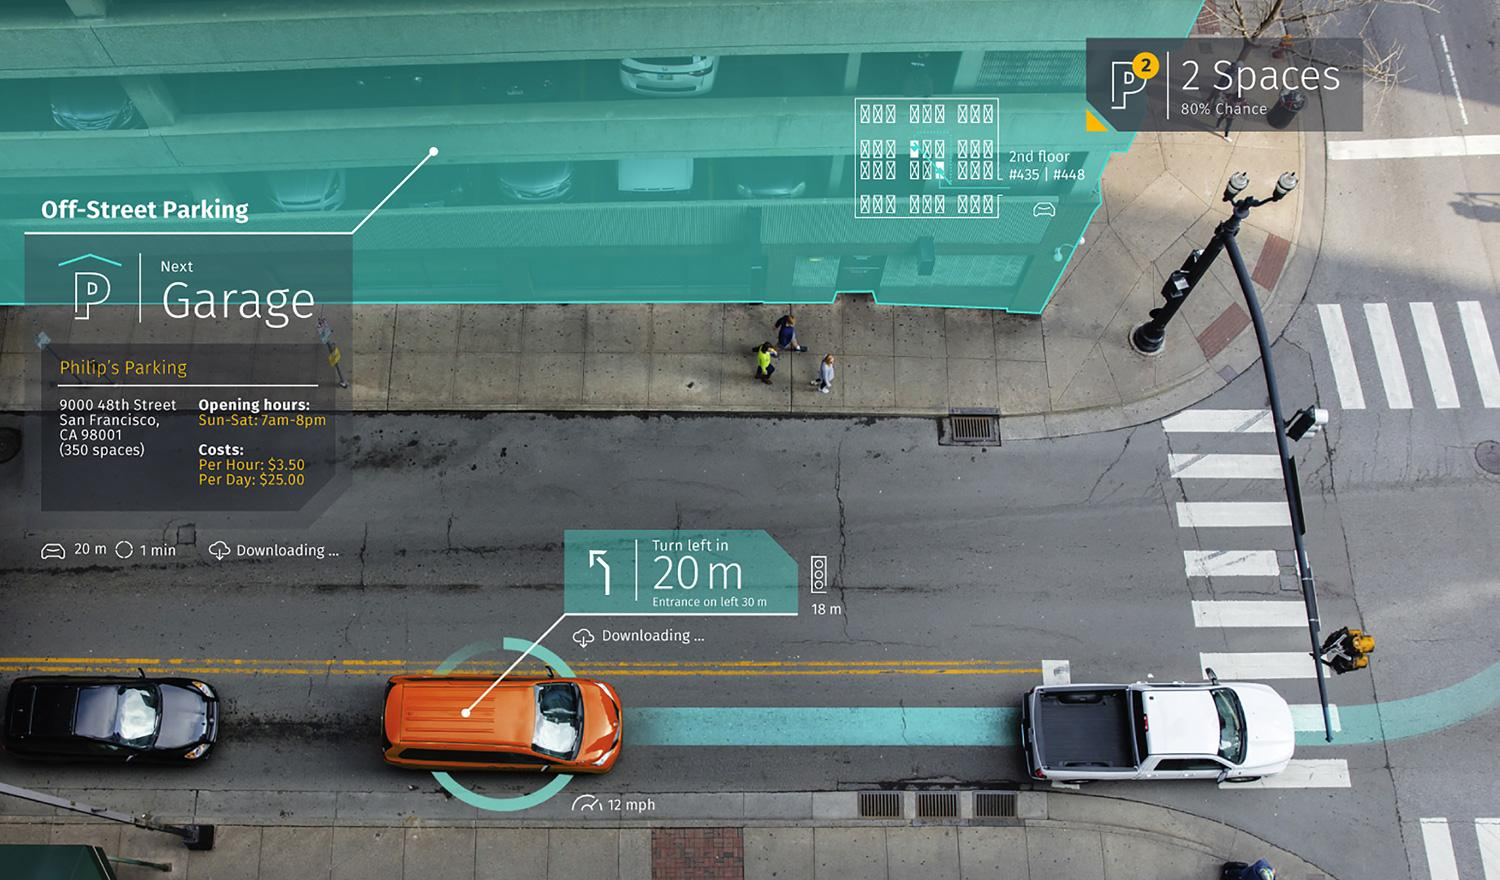 P 2
2 Spaces
80% Chance
2nd floor
#435 | #448
Off-Street Parking
P
Next
Garage
Philip's Parking
9000 48th Street
San Francisco,
CA 98001
(350 spaces)
Opening hours:
Sun-Sat: 7am-8pm
Costs:
Per Hour: $3.50
Per Day: $25.00
20 m
1 min
Downloading ...
Turn left in
20 m
Entrance on left 30 m
18 m
Downloading ...
12 mph